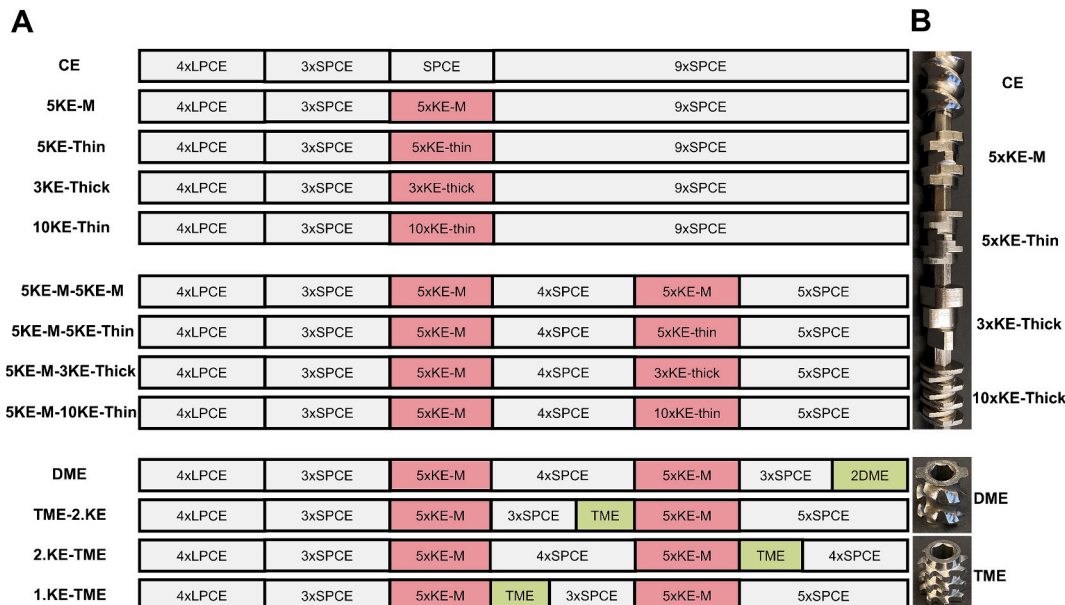 A
B
CE 4xLPCE 3xSPCE SPCE 9xSPCE
5KE-M 4xLPCE 3xSPCE 5xKE-M 9xSPCE
5KE-Thin 4xLPCE 3xSPCE 5xKE-thin 9xSPCE
3KE-Thick 4xLPCE 3xSPCE 3xKE-thick 9xSPCE
10KE-Thin 4xLPCE 3xSPCE 10xKE-thin 9xSPCE
5KE-M-5KE-M 4xLPCE 3xSPCE 5xKE-M 4xSPCE 5xKE-M 5xSPCE
5KE-M-5KE-Thin 4xLPCE 3xSPCE 5xKE-M 4xSPCE 5xKE-thin 5xSPCE
5KE-M-3KE-Thick 4xLPCE 3xSPCE 5xKE-M 4xSPCE 3xKE-thick 5xSPCE
5KE-M-10KE-Thin 4xLPCE 3xSPCE 5xKE-M 4xSPCE 10xKE-thin 5xSPCE
DME 4xLPCE 3xSPCE 5xKE-M 4xSPCE 5xKE-M 3xSPCE 2DME
TME-2.KE 4xLPCE 3xSPCE 5xKE-M 3xSPCE TME 5xKE-M 5xSPCE
2.KE-TME 4xLPCE 3xSPCE 5xKE-M 4xSPCE 5xKE-M TME 4xSPCE
1.KE-TME 4xLPCE 3xSPCE 5xKE-M TME 3xSPCE 5xKE-M 5xSPCE
CE
5xKE-M
5xKE-Thin
3xKE-Thick
10xKE-Thick
DME
TME